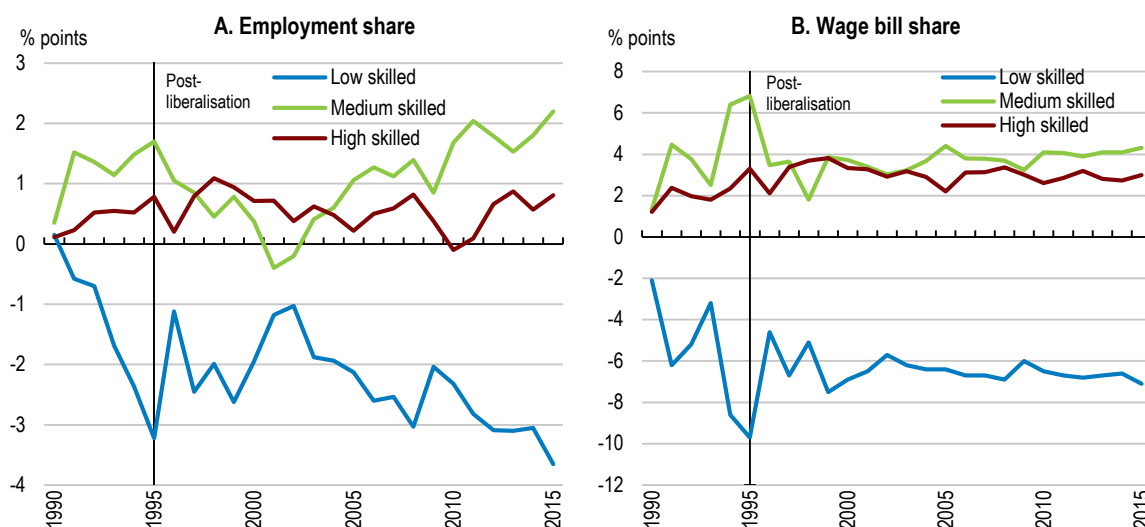 A. Employment share
% points
3
2
1
0
-1
-2
-3
-4
Low skilled
Medium skilled
High skilled
Post-
liberalisation
1990
1995
2000
2005
2010
2015
B. Wage bill share
% points
8
6
4
2
0
-2
-4
-6
-8
-10
-12
Low skilled
Medium skilled
High skilled
Post-
liberalisation
1990
1995
2000
2005
2010
2015